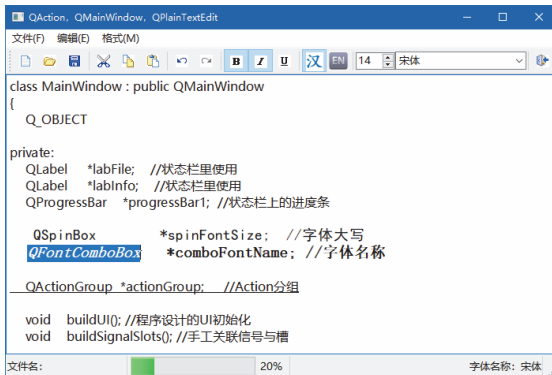 QAction，QMainWindow，QPlainTextEdit
文件(F) 编辑(E) 格式(M)
B I U 汉 EN 14 宋体
class MainWindow : public QMainWindow
{
Q_OBJECT
private:
QLabel *labFile; //状态栏里使用
QLabel *labInfo; //状态栏里使用
QProgressBar *progressBar1; //状态栏上的进度条
QSpinBox *spinFontSize; //字体大写
QFontComboBox *comboFontName; //字体名称
QActionGroup *actionGroup; //Action分组
void buildUI(); //程序设计的UI初始化
void buildSignalSlots(); //手工关联信号与槽
文件名: 20% 字体名称: 宋体